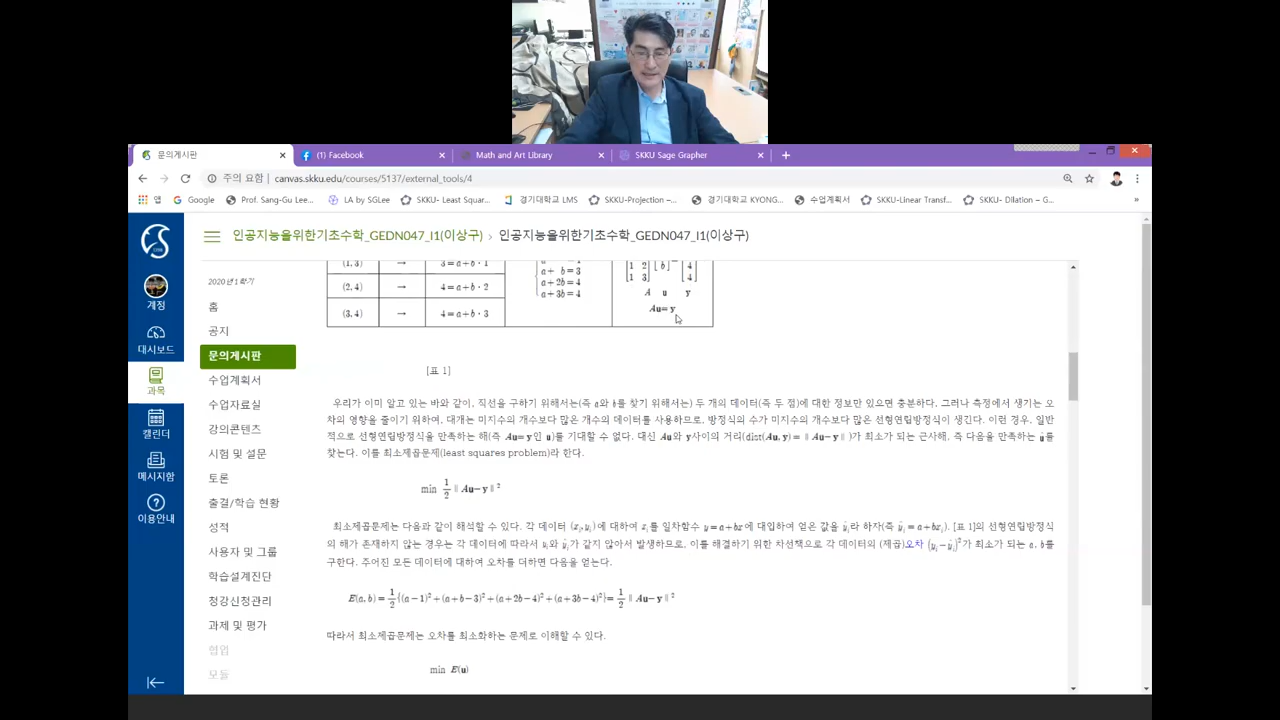 문의게시판
(1) Facebook
Math and Art Library
SKKU Sage Grapher
주의 요함 | canvas.skku.edu/courses/5137/external_tools/4
앱
Google
Prof. Sang-Gu Lee...
LA by SGLee
SKKU- Least Squar...
경기대학교 LMS
SKKU-Projection –...
경기대학교 KYONG...
수업계획서
SKKU-Linear Transf...
SKKU- Dilation – G...
»
인공지능을위한기초수학_GEDN047_I1(이상구) › 인공지능을위한기초수학_GEDN047_I1(이상구)
계정
대시보드
과목
캘린더
메시지함
이용안내
2020년 1학기
홈
공지
문의게시판
수업계획서
수업자료실
강의콘텐츠
시험 및 설문
토론
출결/학습 현황
성적
사용자 및 그룹
학습설계진단
청강신청관리
과제 및 평가
협업
모듈
(1, 3) → 3=a+b·1
(2, 4) → 4=a+b·2
(3, 4) → 4=a+b·3
a+ b=3
a+2b=4
a+3b=4
[1 2] [b] = [4]
[1 3] [4]
A u y
Au=y
[표 1]
우리가 이미 알고 있는 바와 같이, 직선을 구하기 위해서는(즉 a와 b를 찾기 위해서는) 두 개의 데이터(즉 두 점)에 대한 정보만 있으면 충분하다. 그러나 측정에서 생기는 오
차의 영향을 줄이기 위하여, 대개는 미지수의 개수보다 많은 개수의 데이터를 사용하므로, 방정식의 수가 미지수보다 많은 선형연립방정식이 생긴다. 이런 경우, 일반
적으로 선형연립방정식을 만족하는 해(즉 Au=y인 u)를 기대할 수 없다. 대신 Au와 y사이의 거리(dist(Au, y) = ∥Au−y∥)가 최소가 되는 근사해, 즉 다음을 만족하는 û를
찾는다. 이를 최소제곱문제(least squares problem)라 한다.
min 1/2 ∥Au−y∥²
최소제곱문제는 다음과 같이 해석할 수 있다. 각 데이터 (xᵢ, yᵢ)에 대하여 xᵢ를 일차함수 y=a+bx에 대입하여 얻은 값을 ŷᵢ라 하자(즉 ŷᵢ=a+bxᵢ). [표 1]의 선형연립방정식
의 해가 존재하지 않는 경우는 각 데이터에 따라서 yᵢ와 ŷᵢ가 같지 않아서 발생하므로, 이를 해결하기 위한 차선책으로 각 데이터의 (제곱)오차 (yᵢ−ŷᵢ)²가 최소가 되는 a, b를
구한다. 주어진 모든 데이터에 대하여 오차를 더하면 다음을 얻는다.
E(a, b) = 1/2{(a−1)²+(a+b−3)²+(a+2b−4)²+(a+3b−4)²} = 1/2 ∥Au−y∥²
따라서 최소제곱문제는 오차를 최소화하는 문제로 이해할 수 있다.
min E(u)